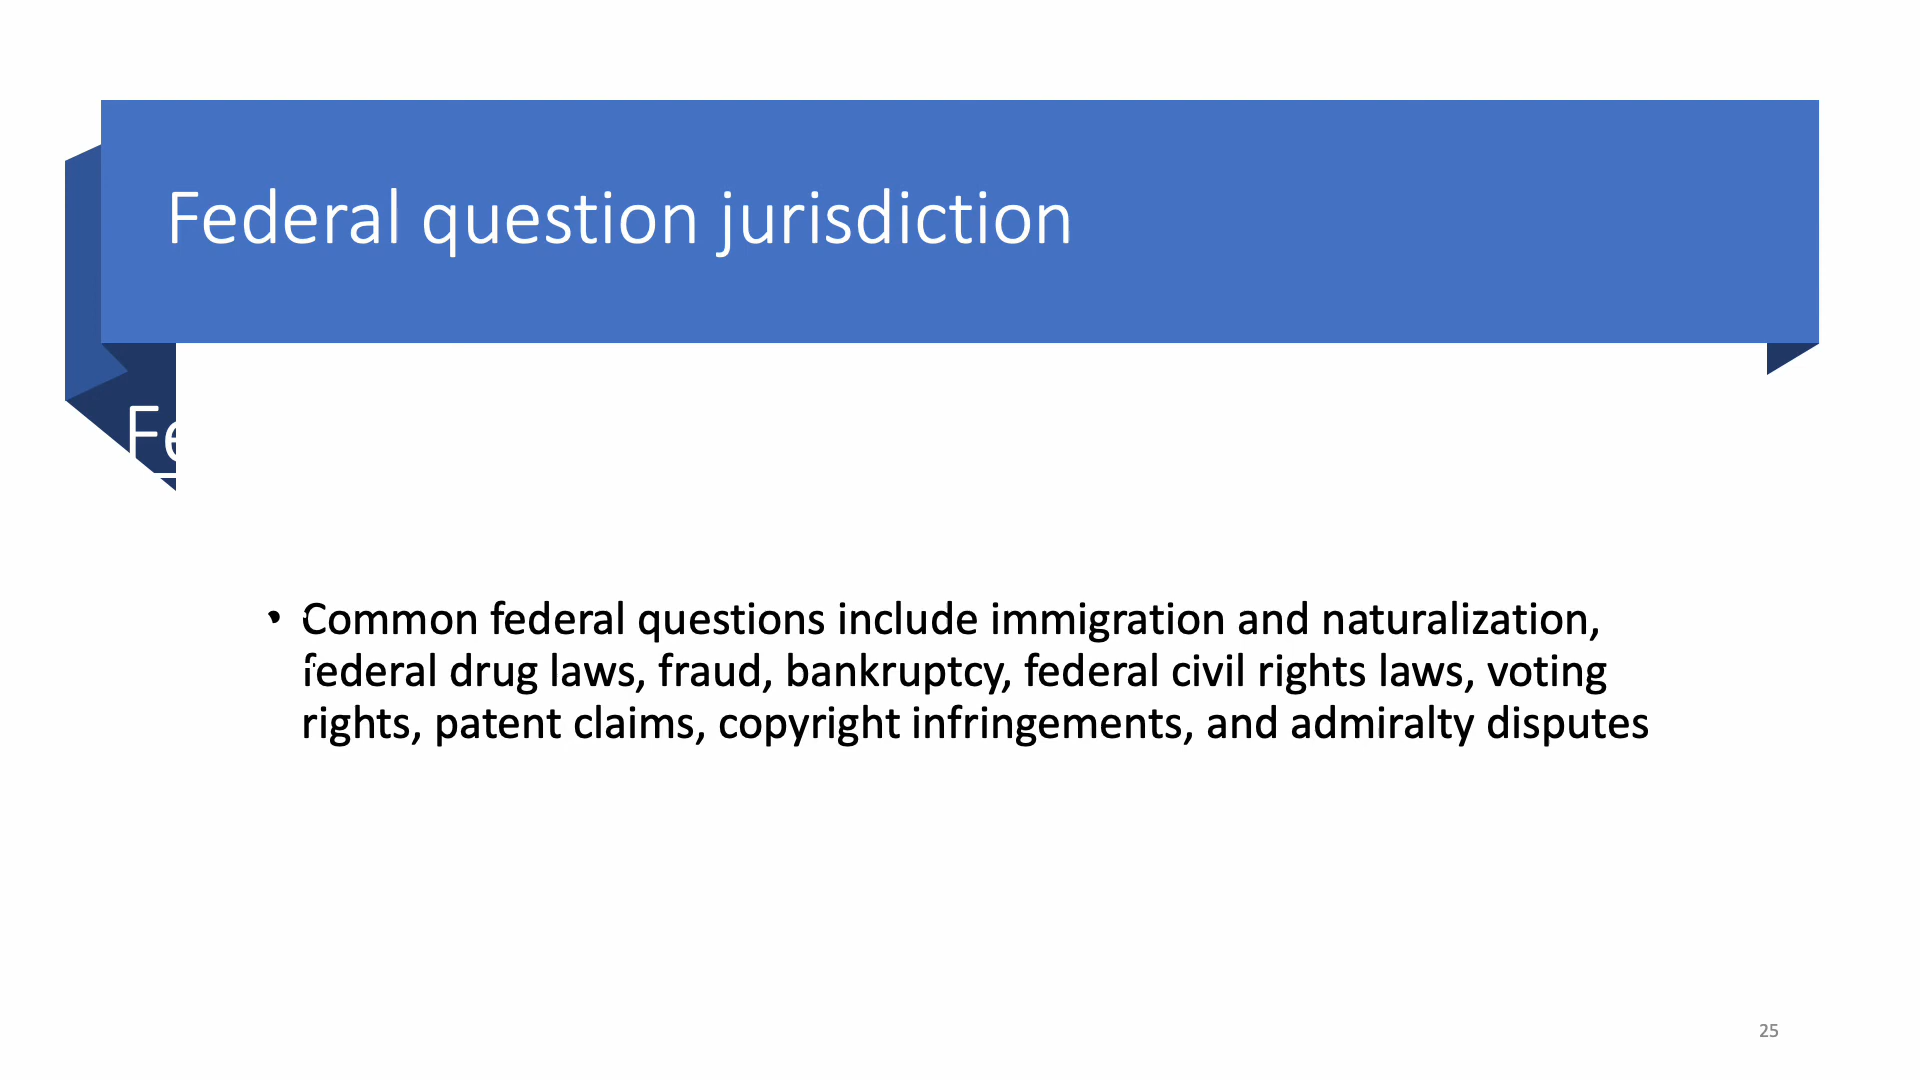 Federal question jurisdiction
Fe
• Common federal questions include immigration and naturalization,
federal drug laws, fraud, bankruptcy, federal civil rights laws, voting
rights, patent claims, copyright infringements, and admiralty disputes
25